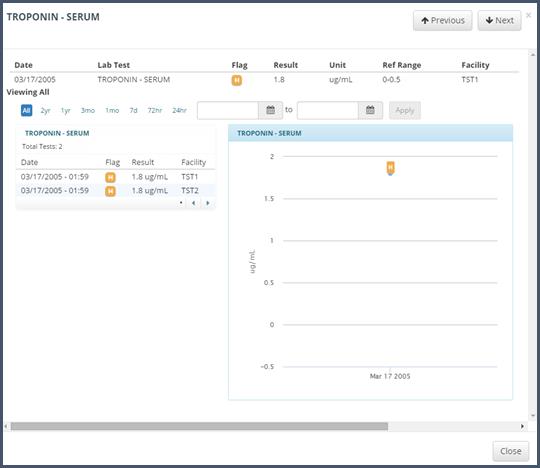 TROPONIN - SERUM
Previous
Next
×
Date Lab Test Flag Result Unit Ref Range Facility
03/17/2005 TROPONIN - SERUM H 1.8 ug/mL 0-0.5 TST1
Viewing All
All 2yr 1yr 3mo 1mo 7d 72hr 24hr to Apply
TROPONIN - SERUM
Total Tests: 2
Date Flag Result Facility
03/17/2005 - 01:59 H 1.8 ug/mL TST1
03/17/2005 - 01:59 H 1.8 ug/mL TST2
TROPONIN - SERUM
2
H
1.5
1
ug/mL
0.5
0
-0.5
Mar 17 2005
Close